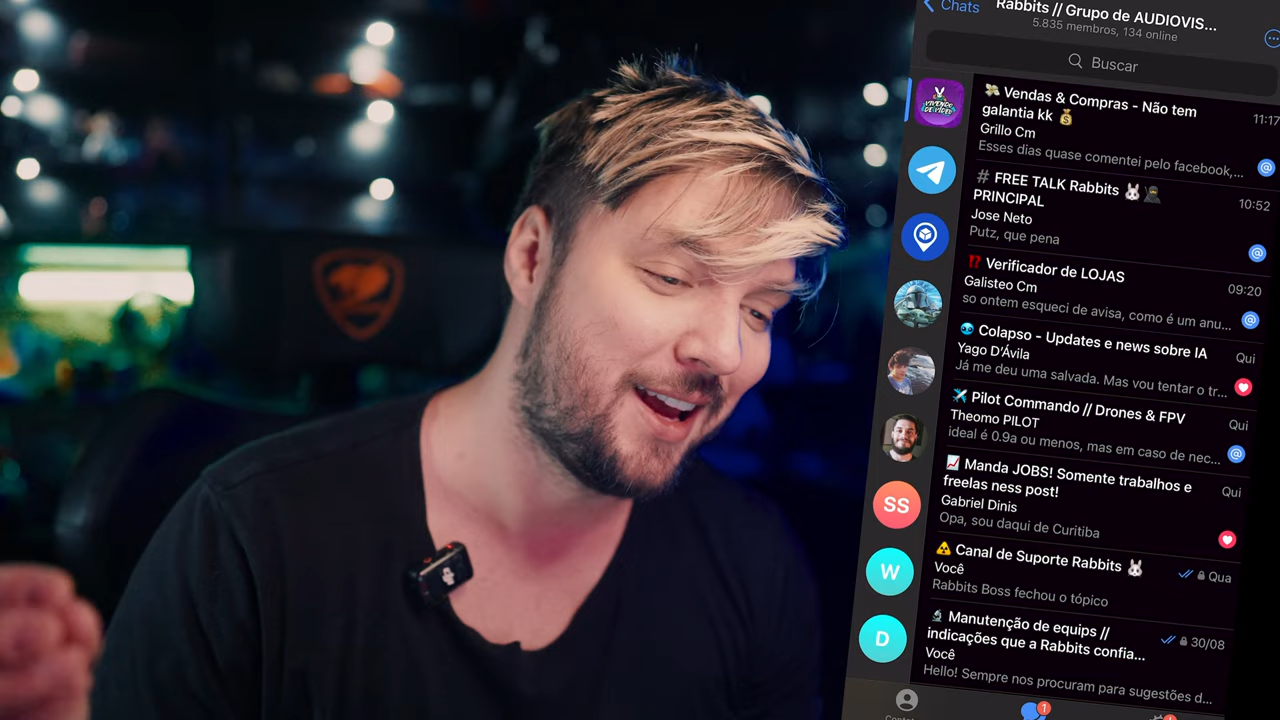 Chats
Rabbits // Grupo de AUDIOVIS...
5.835 membros, 134 online
Buscar
VIVENDO
DE VÍDEO
💸 Vendas & Compras - Não tem
galantia kk 💰
11:17
Grillo Cm
Esses dias quase comentei pelo facebook,...
# FREE TALK Rabbits 🐰🥷
PRINCIPAL
10:52
Jose Neto
Putz, que pena
⁉️ Verificador de LOJAS
09:20
Galisteo Cm
so ontem esqueci de avisa, como é um anu...
👽 Colapso - Updates e news sobre IA
Qui
Yago D'Ávila
Já me deu uma salvada. Mas vou tentar o tr...
✈️ Pilot Commando // Drones & FPV
Qui
Theomo PILOT
ideal é 0.9a ou menos, mas em caso de nec...
📈 Manda JOBS! Somente trabalhos e
freelas ness post!
Qui
Gabriel Dinis
Opa, sou daqui de Curitiba
SS
☢️ Canal de Suporte Rabbits 🐰
Qua
Você
Rabbits Boss fechou o tópico
W
🔬 Manutenção de equips //
indicações que a Rabbits confia...
30/08
Você
Hello! Sempre nos procuram para sugestões d...
D
1